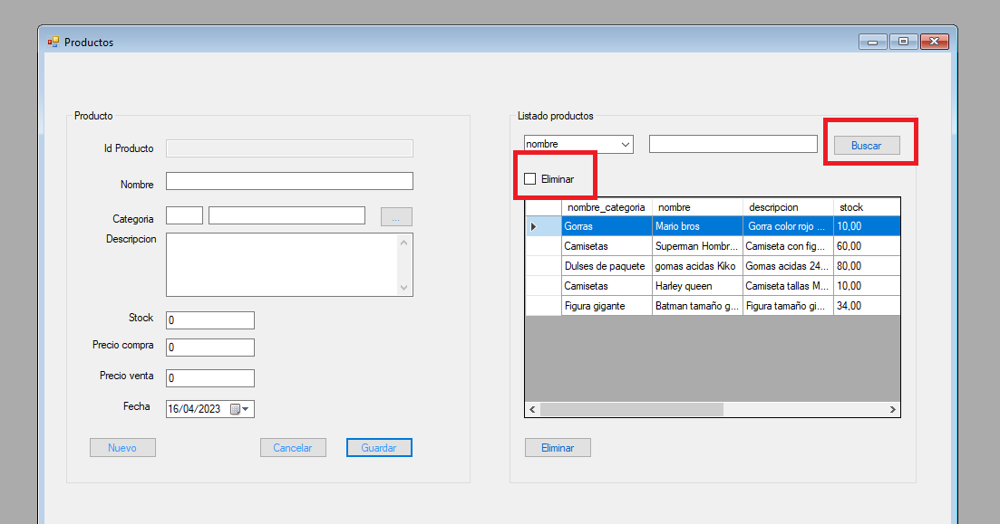 Productos
Producto
Id Producto
Nombre
Categoria
...
Descripcion
Stock
0
Precio compra
0
Precio venta
0
Fecha
16/04/2023
Nuevo
Cancelar
Guardar
Listado productos
nombre
Buscar
Eliminar
nombre_categoria nombre descripcion stock
Gorras Mario bros Gorra color rojo ... 10,00
Camisetas Superman Hombr... Camiseta con fig... 60,00
Dulses de paquete gomas acidas Kiko Gomas acidas 24... 80,00
Camisetas Harley queen Camiseta tallas M... 10,00
Figura gigante Batman tamaño g... Figura tamaño gi... 34,00
Eliminar